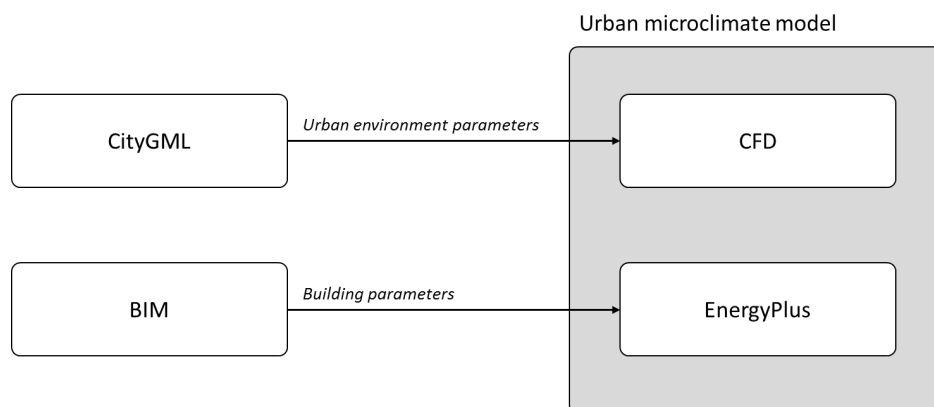 Urban microclimate model
CityGML
Urban environment parameters
CFD
BIM
Building parameters
EnergyPlus